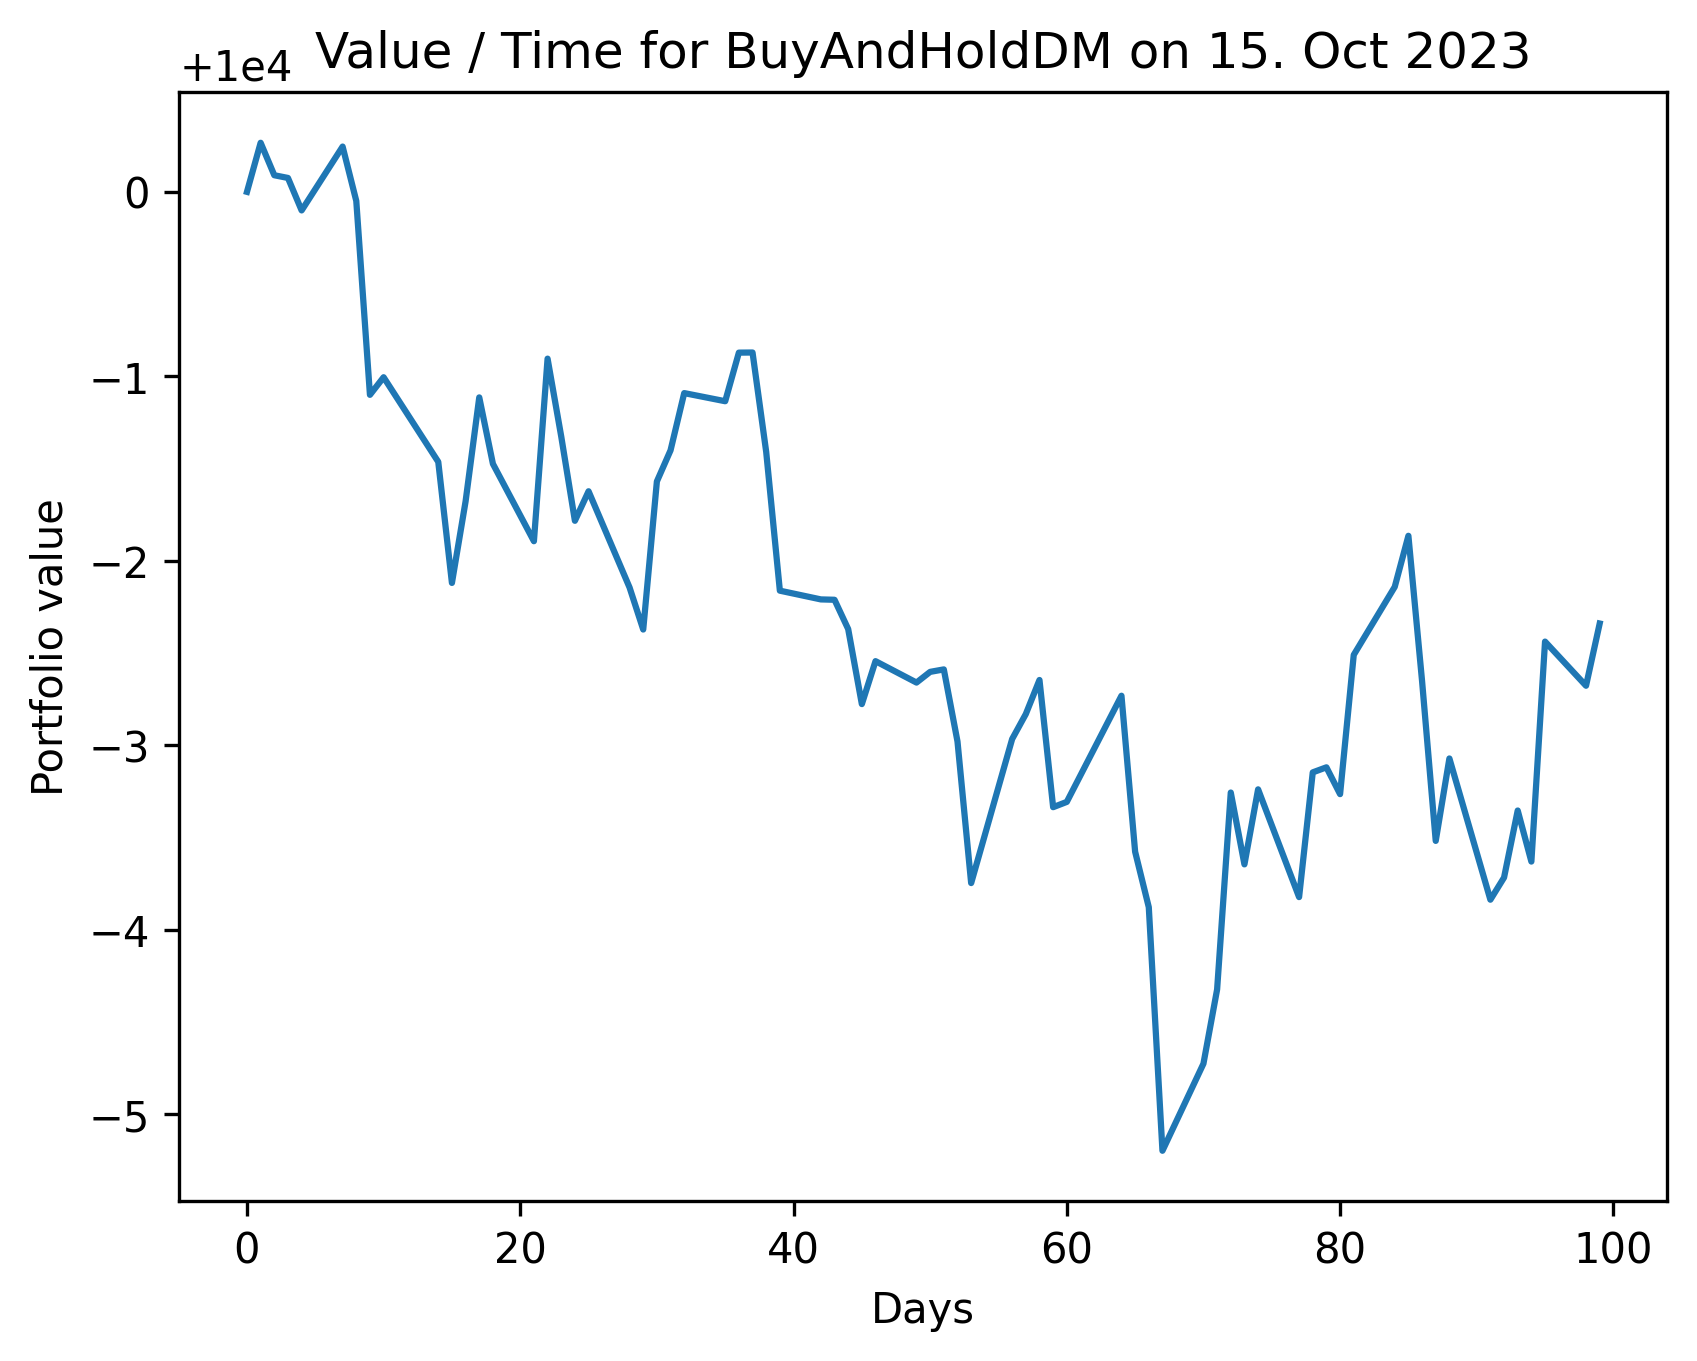 Value / Time for BuyAndHoldDM on 15. Oct 2023
+1e4
0
−1
−2
−3
−4
−5
Portfolio value
0 20 40 60 80 100
Days